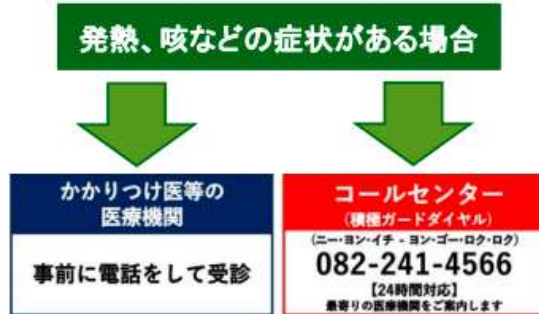 発熱、咳などの症状がある場合
かかりつけ医等の
医療機関
事前に電話をして受診
コールセンター
(積極ガードダイヤル)
(ニー・ヨン・イチ - ヨン・ゴー・ロク・ロク)
082-241-4566
【24時間対応】
最寄りの医療機関をご案内します